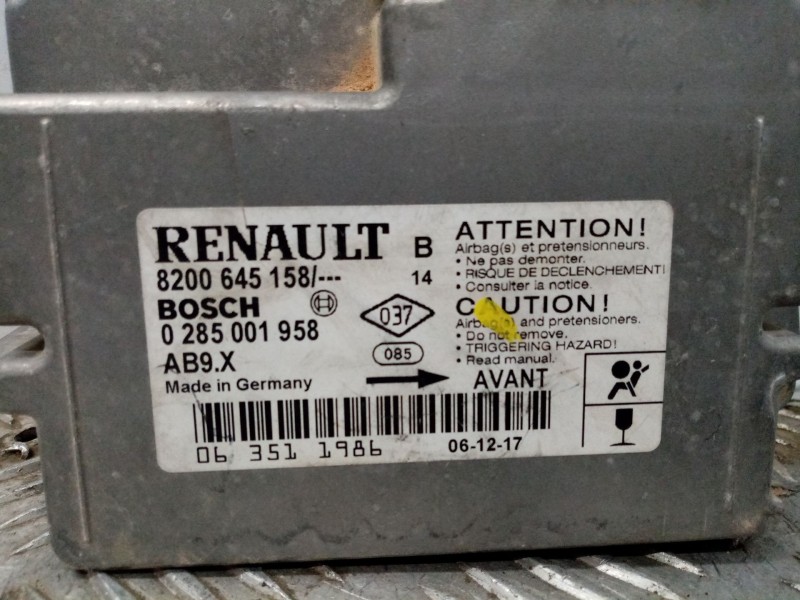 RENAULT B
8200 645 158/--- 14
BOSCH
0 285 001 958
037
AB9.X
085
Made in Germany
AVANT
ATTENTION!
Airbag(s) et pretensionneurs.
• Ne pas demonter.
• RISQUE DE DECLENCHEMENT!
• Consulter la notice.
CAUTION!
Airbag(s) and pretensioners.
• Do not remove.
• TRIGGERING HAZARD!
• Read manual.
06 351 1986
06-12-17